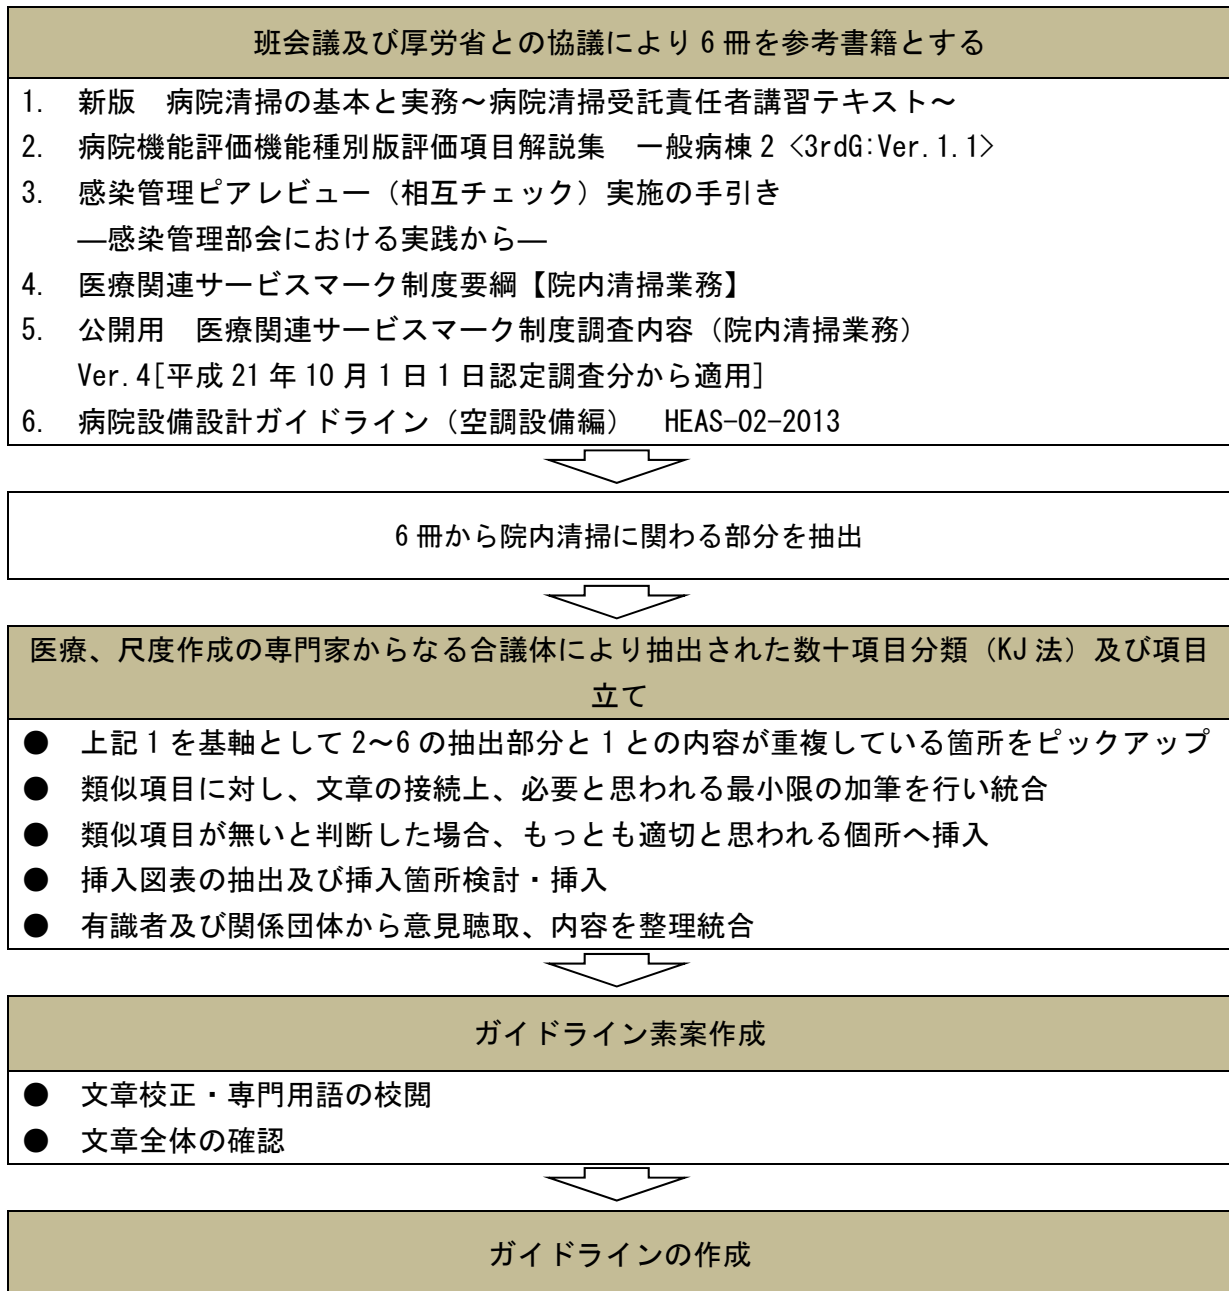 班会議及び厚労省との協議により 6 冊を参考書籍とする
1. 新版　病院清掃の基本と実務～病院清掃受託責任者講習テキスト～
2. 病院機能評価機能種別版評価項目解説集　一般病棟 2 <3rdG:Ver.1.1>
3. 感染管理ピアレビュー（相互チェック）実施の手引き
―感染管理部会における実践から―
4. 医療関連サービスマーク制度要綱【院内清掃業務】
5. 公開用　医療関連サービスマーク制度調査内容（院内清掃業務）
Ver.4[平成 21 年 10 月 1 日 1 日認定調査分から適用]
6. 病院設備設計ガイドライン（空調設備編）　HEAS-02-2013
6 冊から院内清掃に関わる部分を抽出
医療、尺度作成の専門家からなる合議体により抽出された数十項目分類（KJ 法）及び項目
立て
● 上記 1 を基軸として 2～6 の抽出部分と 1 との内容が重複している箇所をピックアップ
● 類似項目に対し、文章の接続上、必要と思われる最小限の加筆を行い統合
● 類似項目が無いと判断した場合、もっとも適切と思われる個所へ挿入
● 挿入図表の抽出及び挿入箇所検討・挿入
● 有識者及び関係団体から意見聴取、内容を整理統合
ガイドライン素案作成
● 文章校正・専門用語の校閲
● 文章全体の確認
ガイドラインの作成